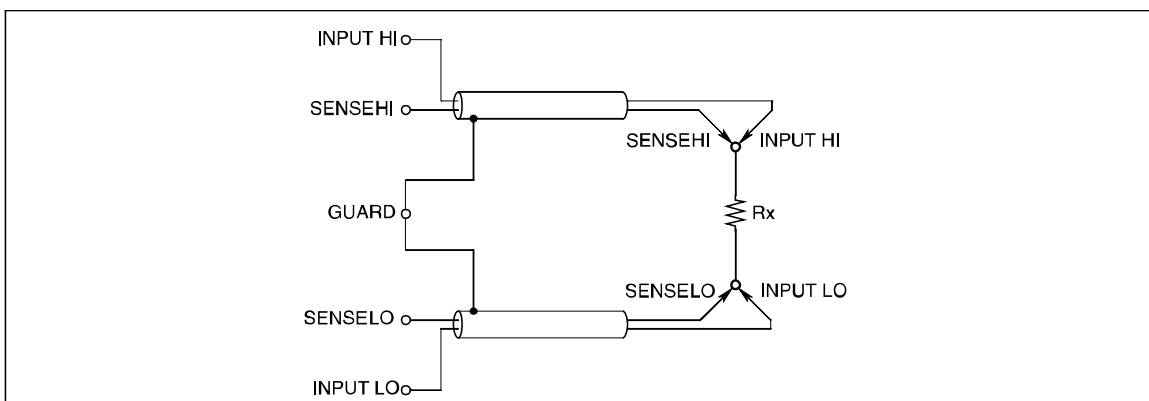 INPUT HI
SENSEHI
SENSEHI
INPUT HI
GUARD
Rx
SENSELO
INPUT LO
SENSELO
INPUT LO